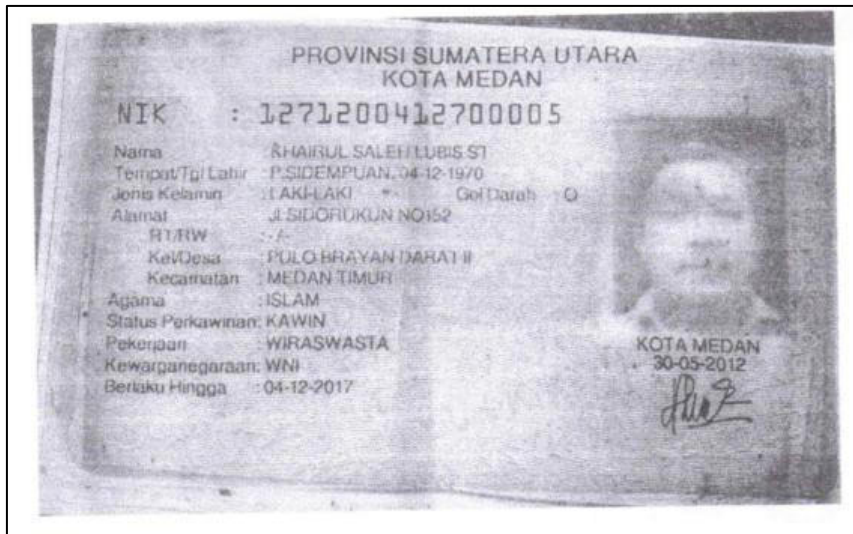 PROVINSI SUMATERA UTARA
KOTA MEDAN
NIK : 1271200412700005
Nama : KHAIRUL SALEH LUBIS ST
Tempat/Tgl Lahir : P.SIDEMPUAN, 04-12-1970
Jenis Kelamin : LAKI-LAKI Gol Darah : O
Alamat : Jl.SIDORUKUN NO152
RT/RW : -/-
Kel/Desa : PULO BRAYAN DARAT II
Kecamatan : MEDAN TIMUR
Agama : ISLAM
Status Perkawinan: KAWIN
Pekerjaan : WIRASWASTA
Kewarganegaraan: WNI
Berlaku Hingga : 04-12-2017
KOTA MEDAN
30-05-2012